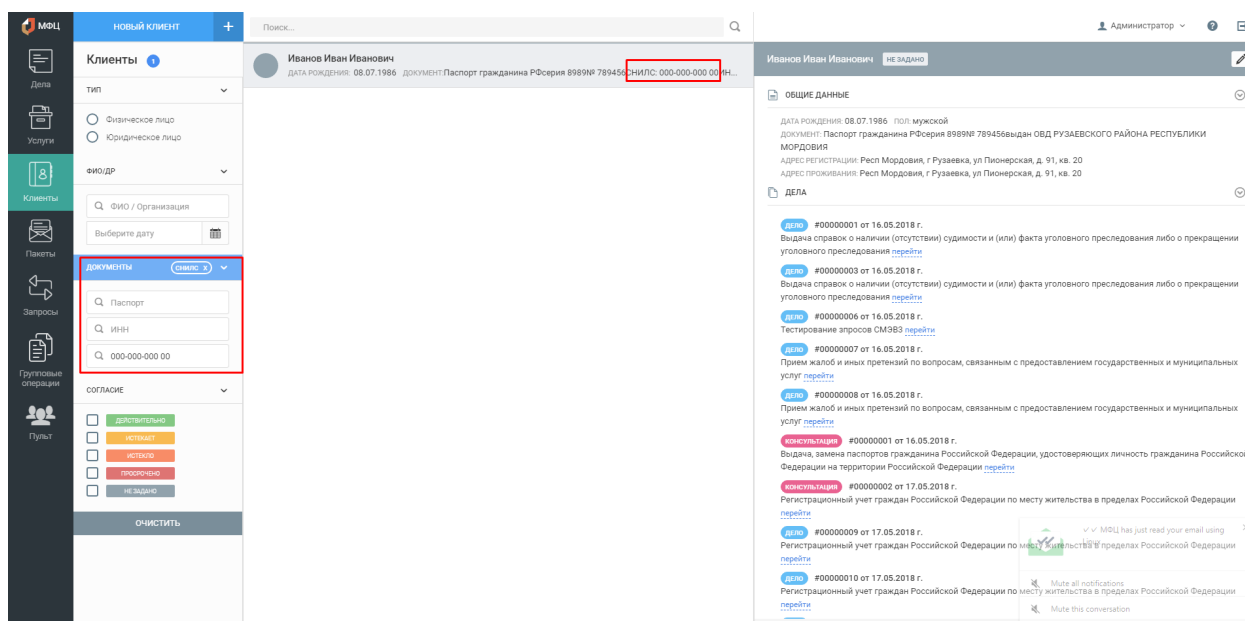 МФЦ
НОВЫЙ КЛИЕНТ +
Поиск...
Администратор
Дела
Услуги
Клиенты
Пакеты
Запросы
Групповые
операции
Пульт
Клиенты 1
ТИП
Физическое лицо
Юридическое лицо
ФИО/ДР
ФИО / Организация
Выберите дату
ДОКУМЕНТЫ СНИЛС X
Паспорт
ИНН
000-000-000 00
СОГЛАСИЕ
ДЕЙСТВИТЕЛЬНО
ИСТЕКАЕТ
ИСТЕКЛО
ПРОСРОЧЕНО
НЕ ЗАДАНО
ОЧИСТИТЬ
Иванов Иван Иванович
ДАТА РОЖДЕНИЯ: 08.07.1986 ДОКУМЕНТ:Паспорт гражданина РФсерия 8989№ 789456СНИЛС: 000-000-000 00ИН...
Иванов Иван Иванович НЕ ЗАДАНО
ОБЩИЕ ДАННЫЕ
ДАТА РОЖДЕНИЯ: 08.07.1986 ПОЛ: мужской
ДОКУМЕНТ: Паспорт гражданина РФсерия 8989№ 789456выдан ОВД РУЗАЕВСКОГО РАЙОНА РЕСПУБЛИКИ
МОРДОВИЯ
АДРЕС РЕГИСТРАЦИИ: Респ Мордовия, г Рузаевка, ул Пионерская, д. 91, кв. 20
АДРЕС ПРОЖИВАНИЯ: Респ Мордовия, г Рузаевка, ул Пионерская, д. 91, кв. 20
ДЕЛА
ДЕЛО #00000001 от 16.05.2018 г.
Выдача справок о наличии (отсутствии) судимости и (или) факта уголовного преследования либо о прекращении
уголовного преследования перейти
ДЕЛО #00000003 от 16.05.2018 г.
Выдача справок о наличии (отсутствии) судимости и (или) факта уголовного преследования либо о прекращении
уголовного преследования перейти
ДЕЛО #00000006 от 16.05.2018 г.
Тестирование зпросов СМЭВ3 перейти
ДЕЛО #00000007 от 16.05.2018 г.
Прием жалоб и иных претензий по вопросам, связанным с предоставлением государственных и муниципальных
услуг перейти
ДЕЛО #00000008 от 16.05.2018 г.
Прием жалоб и иных претензий по вопросам, связанным с предоставлением государственных и муниципальных
услуг перейти
КОНСУЛЬТАЦИЯ #00000001 от 16.05.2018 г.
Выдача, замена паспортов гражданина Российской Федерации, удостоверяющих личность гражданина Российско
Федерации на территории Российской Федерации перейти
КОНСУЛЬТАЦИЯ #00000002 от 17.05.2018 г.
Регистрационный учет граждан Российской Федерации по месту жительства в пределах Российской Федерации
перейти
ДЕЛО #00000009 от 17.05.2018 г.
Регистрационный учет граждан Российской Федерации по месту жительства в пределах Российской Федерации
перейти
ДЕЛО #00000010 от 17.05.2018 г.
Регистрационный учет граждан Российской Федерации по месту жительства в пределах Российской Федерации
перейти
МФЦ has just read your email using
Linux
Mute all notifications
Mute this conversation